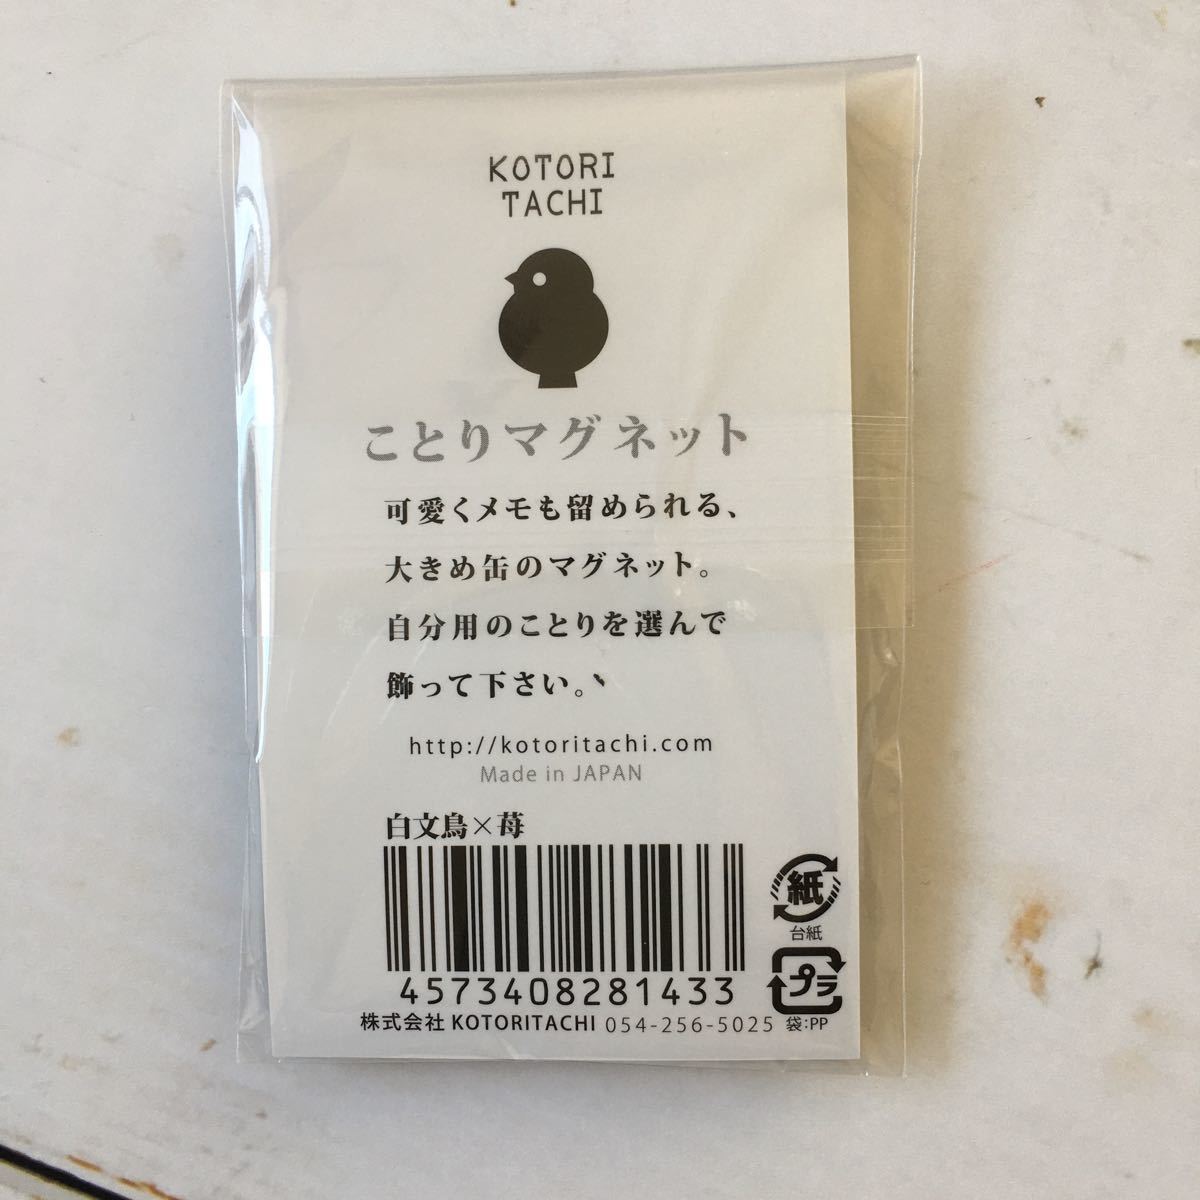 KOTORI
TACHI
ことりマグネット
可愛くメモも留められる、
大きめ缶のマグネット。
自分用のことりを選んで
飾って下さい。
http://kotoritachi.com
Made in JAPAN
白文鳥×苺
4573408281433
紙
台紙
プラ
袋:PP
株式会社 KOTORITACHI 054-256-5025